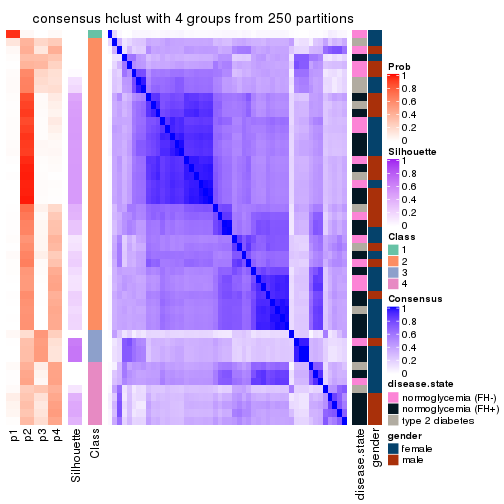 consensus hclust with 4 groups from 250 partitions
Prob
1
0.8
0.6
0.4
0.2
0
Silhouette
1
0.8
0.6
0.4
0.2
0
Class
1
2
3
4
Consensus
1
0.8
0.6
0.4
0.2
0
disease.state
normoglycemia (FH-)
normoglycemia (FH+)
type 2 diabetes
gender
female
male
p1
p2
p3
p4
Silhouette
Class
disease.state
gender